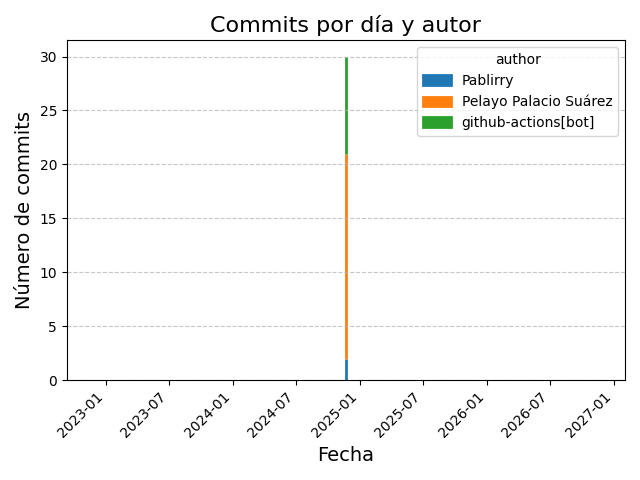 Commits por día y autor
30
25
20
15
10
5
0
Número de commits
author
Pablirry
Pelayo Palacio Suárez
github-actions[bot]
2023-01
2023-07
2024-01
2024-07
2025-01
2025-07
2026-01
2026-07
2027-01
Fecha